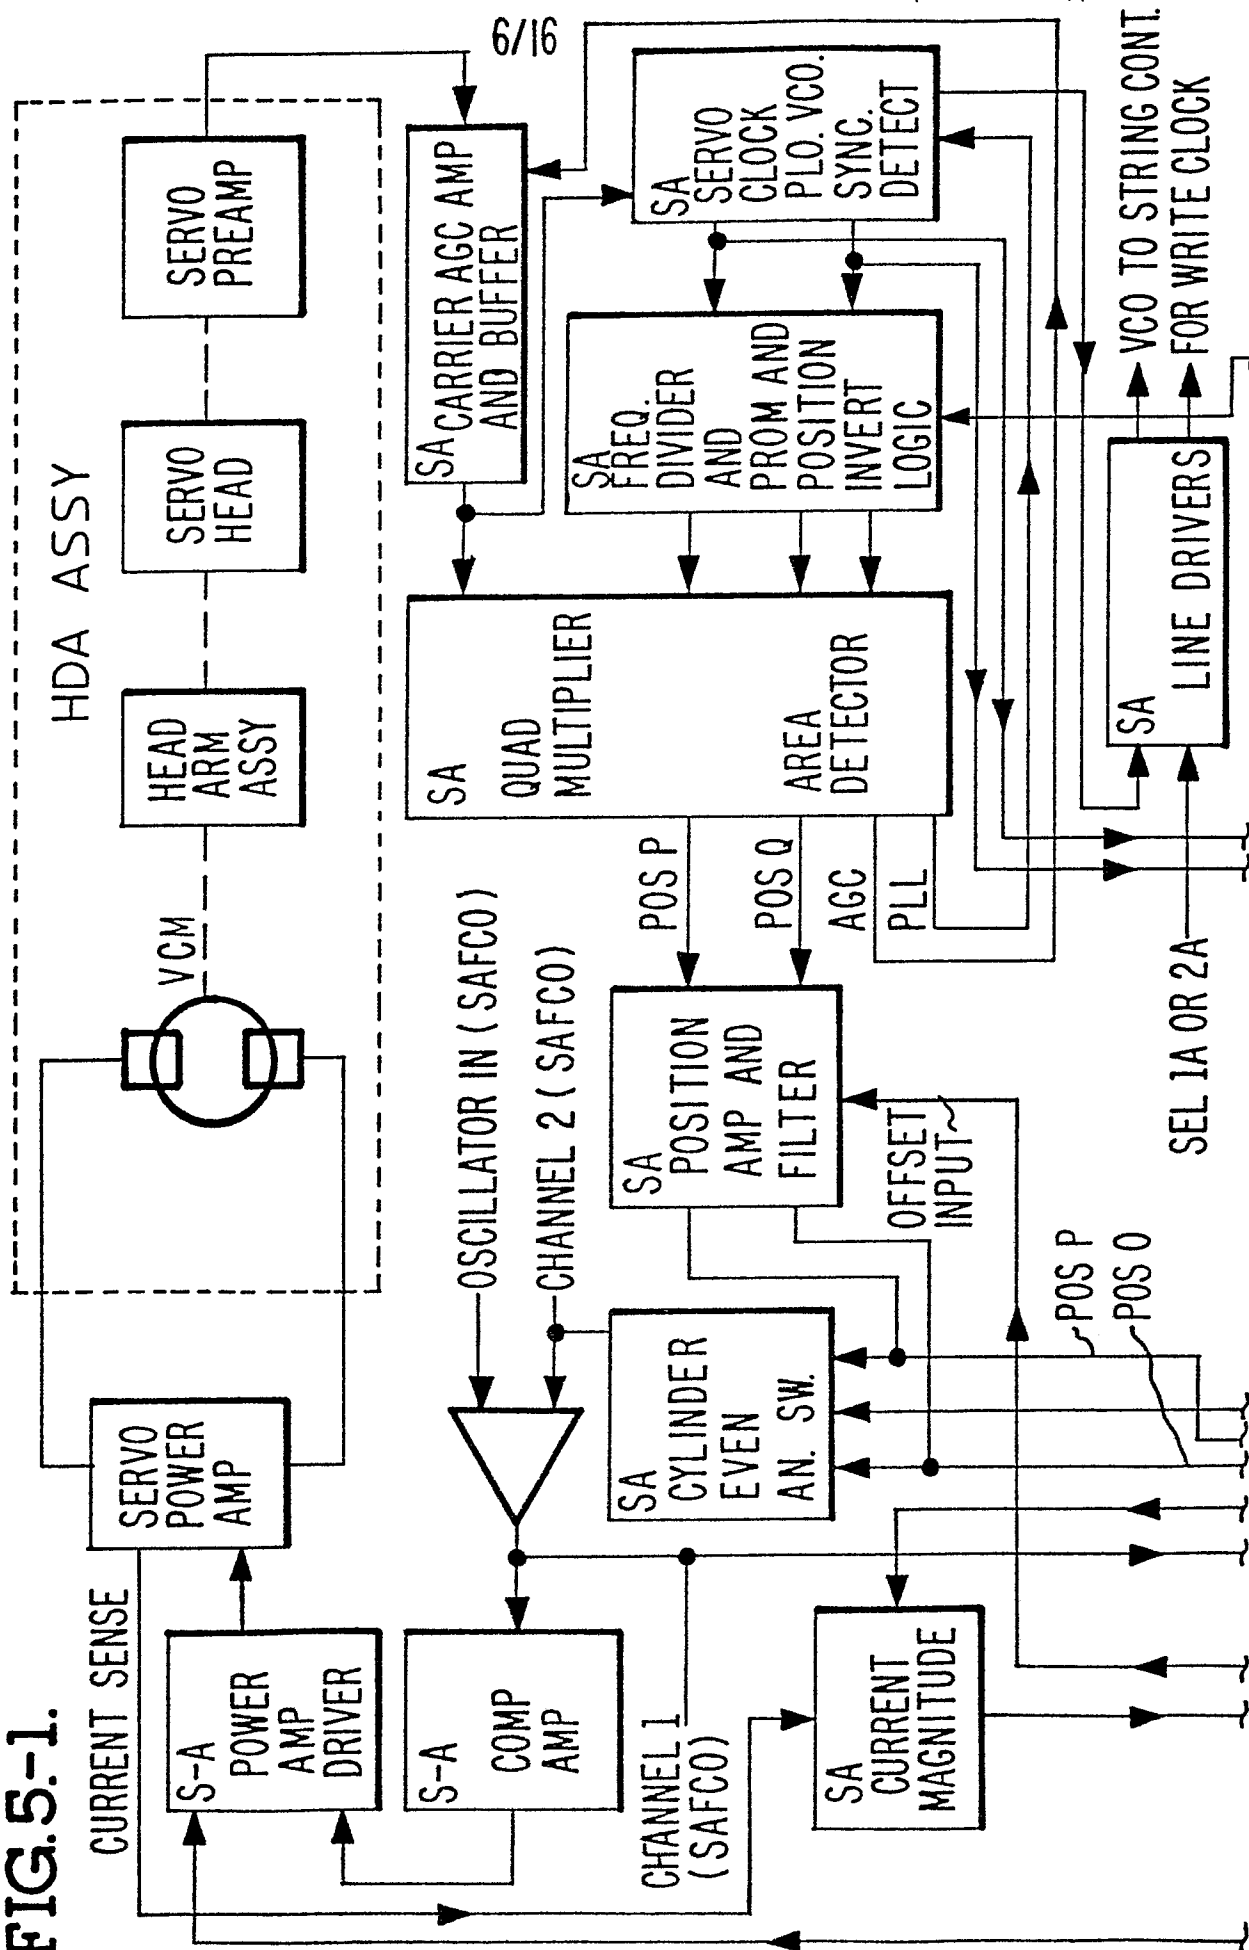 FIG.5.-1.
HDA ASSY
CURRENT SENSE
SERVO
POWER
AMP
VCM
HEAD
ARM
ASSY
SERVO
HEAD
SERVO
PREAMP
S-A
POWER
AMP
DRIVER
S-A
COMP
AMP
OSCILLATOR IN (SAFCO)
CHANNEL 2 (SAFCO)
CHANNEL 1
(SAFCO)
SA
CARRIER AGC AMP
AND BUFFER
9/16
SA
QUAD
MULTIPLIER
AREA
DETECTOR
SA
FREQ.
DIVIDER
AND
PROM AND
POSITION
INVERT
LOGIC
SA
SERVO
CLOCK
PLO. VCO.
SYNC.
DETECT
SA
CYLINDER
EVEN
AN. SW.
SA
POSITION
AMP AND
FILTER
POS P
POS Q
AGC
PLL
SA
CURRENT
MAGNITUDE
OFFSET
INPUT
POS P
POS O
SEL 1A OR 2A
SA
LINE DRIVERS
VCO TO STRING CONT.
FOR WRITE CLOCK